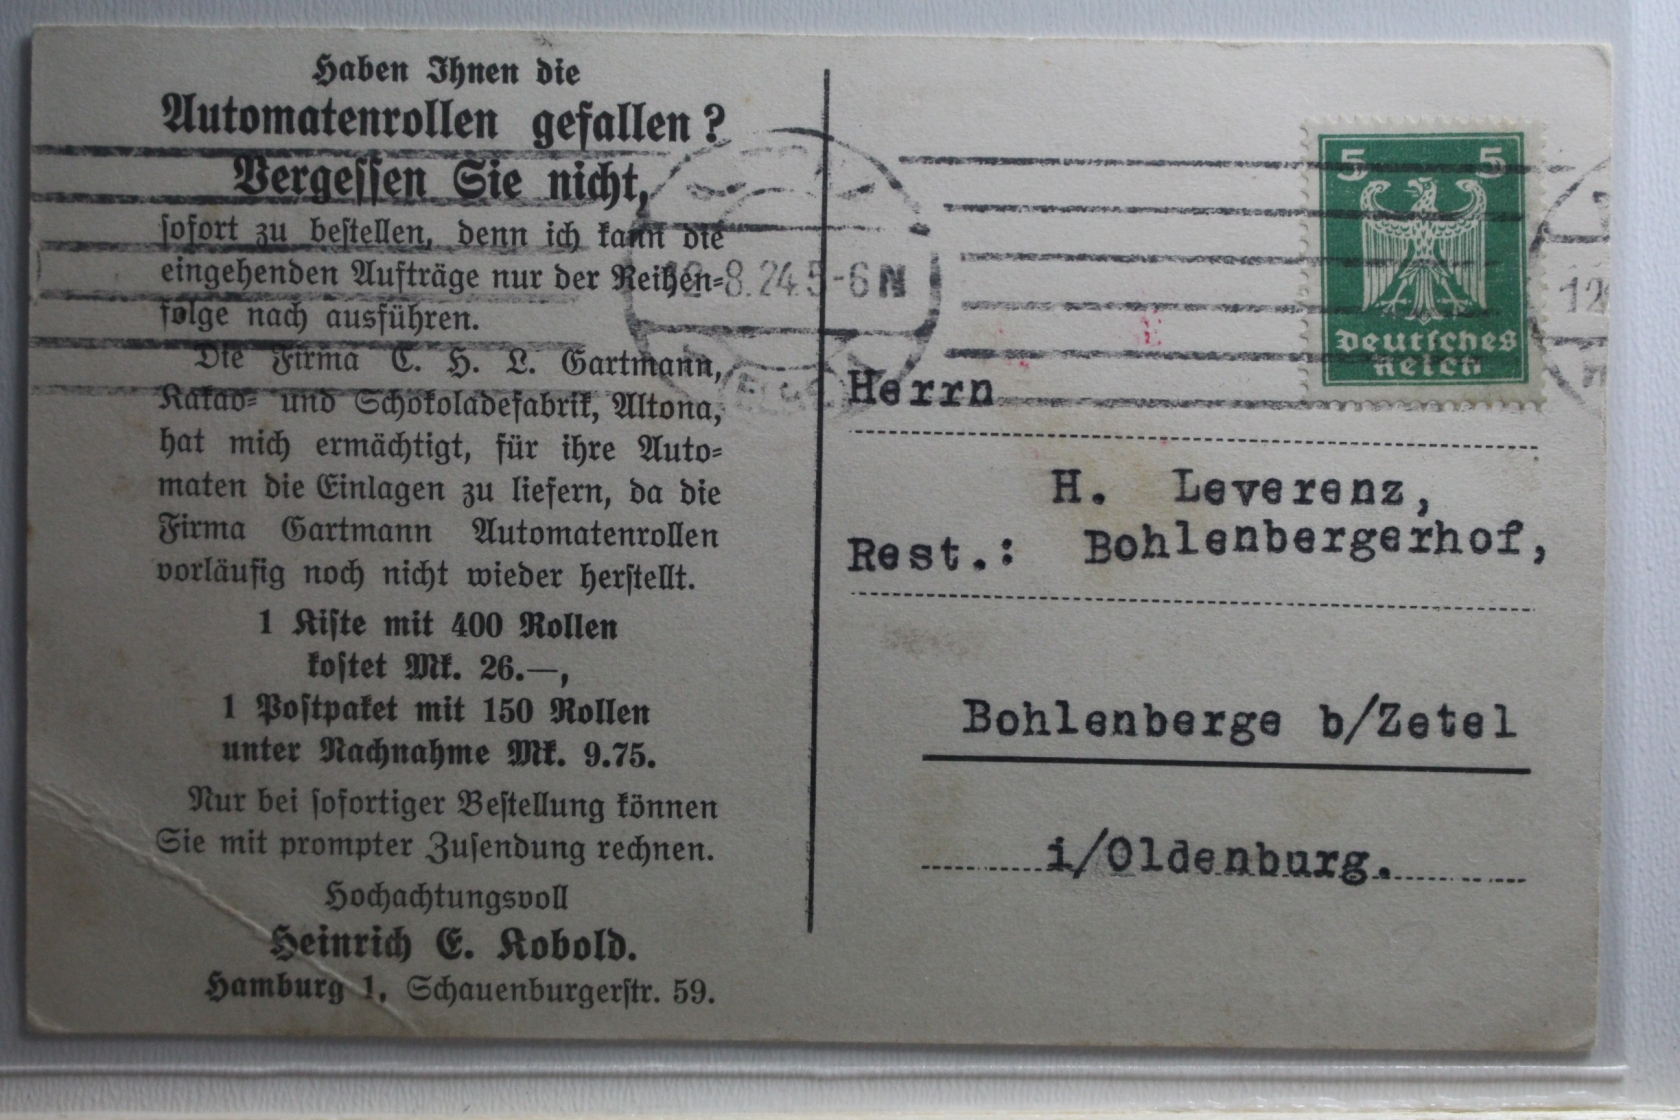 Haben Ihnen die
Automatenrollen gefallen?
Vergessen Sie nicht,
sofort zu bestellen, denn ich kann die
eingehenden Aufträge nur der Reihen=
folge nach ausführen.
Die Firma C. H. L. Gartmann,
Kakao= und Schokoladefabrik, Altona,
hat mich ermächtigt, für ihre Auto=
maten die Einlagen zu liefern, da die
Firma Gartmann Automatenrollen
vorläufig noch nicht wieder herstellt.
1 Kiste mit 400 Rollen
kostet Mk. 26.—,
1 Postpaket mit 150 Rollen
unter Nachnahme Mk. 9.75.
Nur bei sofortiger Bestellung können
Sie mit prompter Zusendung rechnen.
Hochachtungsvoll
Heinrich E. Kobold.
Hamburg 1, Schauenburgerstr. 59.
12.8.24.5-6N
5 5
Deutsches
Reich
12
Herrn
H. Leverenz,
Rest.: Bohlenbergerhof,
Bohlenberge b/Zetel
i/Oldenburg.